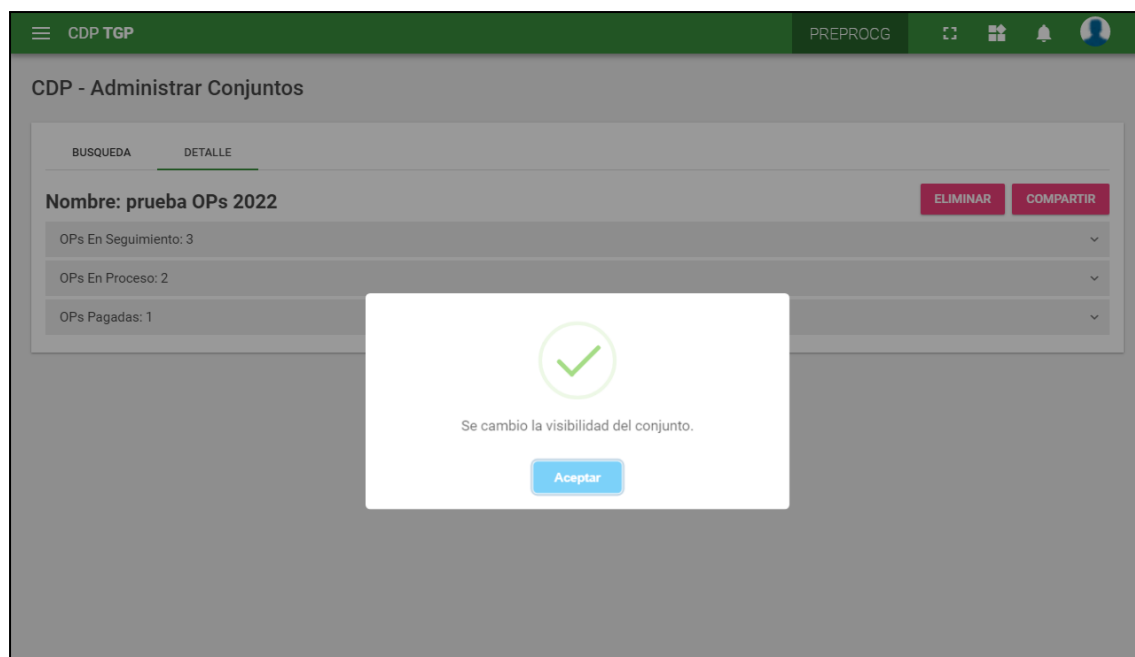 CDP TGP
PREPROCG
CDP - Administrar Conjuntos
BUSQUEDA DETALLE
Nombre: prueba OPs 2022
ELIMINAR COMPARTIR
OPs En Seguimiento: 3
OPs En Proceso: 2
OPs Pagadas: 1
Se cambio la visibilidad del conjunto.
Aceptar